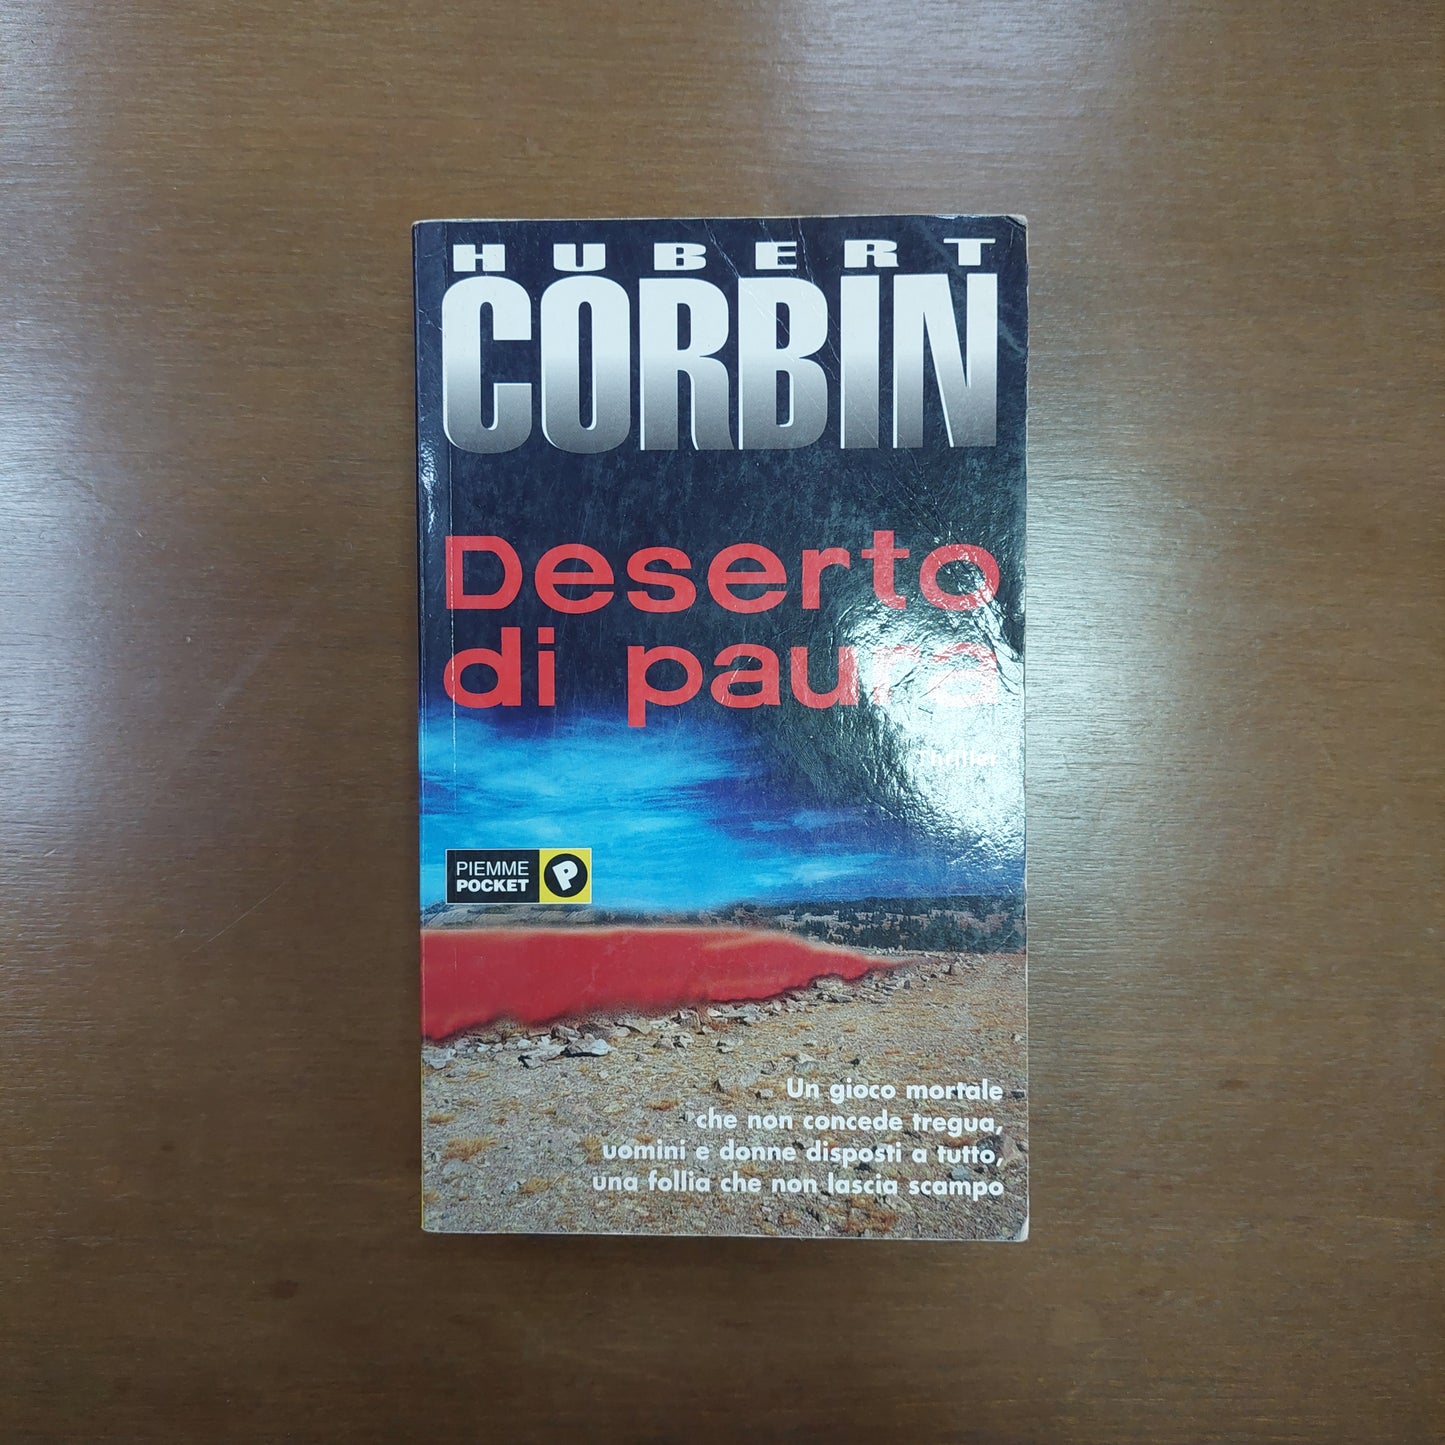 HUBERT
CORBIN
Deserto
di paura
Thriller
PIEMME
POCKET
P
Un gioco mortale
che non concede tregua,
uomini e donne disposti a tutto,
una follia che non lascia scampo